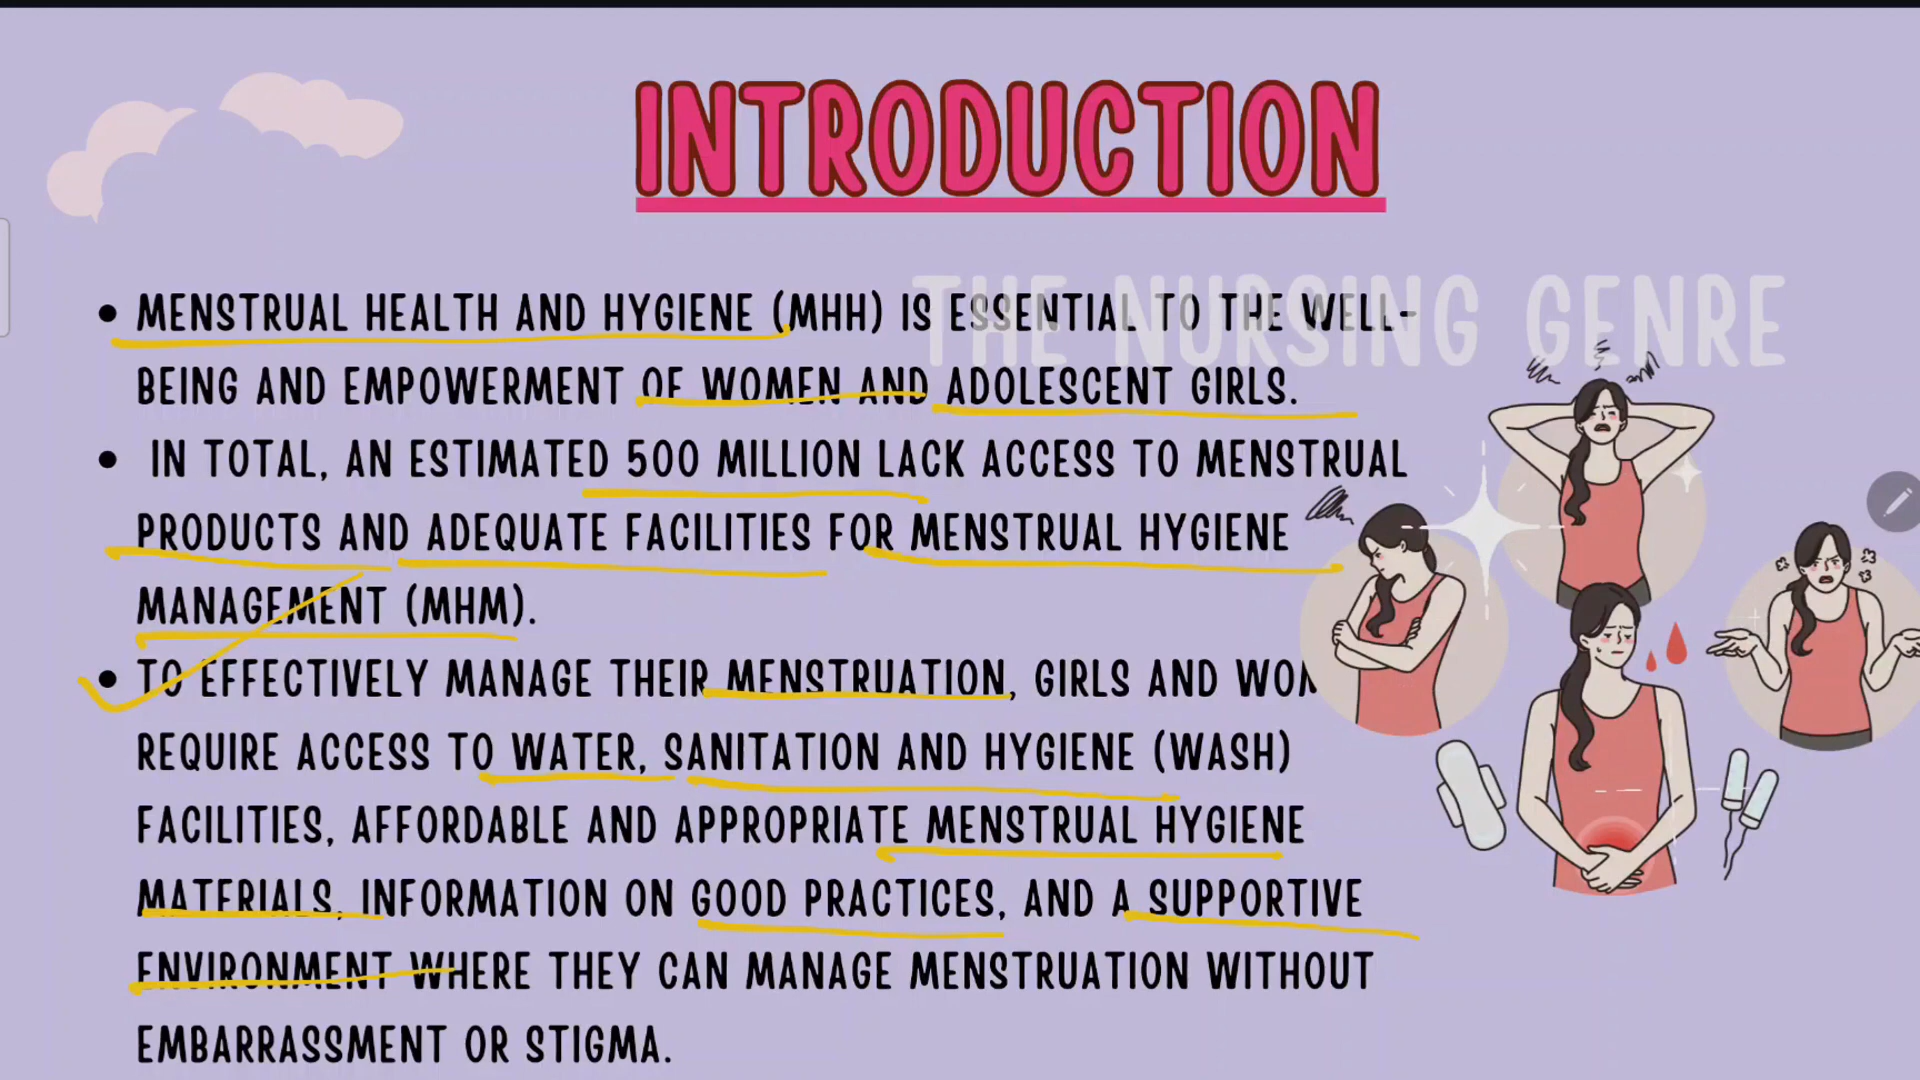 INTRODUCTION
THE NURSING GENRE
• MENSTRUAL HEALTH AND HYGIENE (MHH) IS ESSENTIAL TO THE WELL-
BEING AND EMPOWERMENT OF WOMEN AND ADOLESCENT GIRLS.
• IN TOTAL, AN ESTIMATED 500 MILLION LACK ACCESS TO MENSTRUAL
PRODUCTS AND ADEQUATE FACILITIES FOR MENSTRUAL HYGIENE
MANAGEMENT (MHM).
• TO EFFECTIVELY MANAGE THEIR MENSTRUATION, GIRLS AND
REQUIRE ACCESS TO WATER, SANITATION AND HYGIENE (WASH)
FACILITIES, AFFORDABLE AND APPROPRIATE MENSTRUAL HYGIENE
MATERIALS, INFORMATION ON GOOD PRACTICES, AND A SUPPORTIVE
ENVIRONMENT WHERE THEY CAN MANAGE MENSTRUATION WITHOUT
EMBARRASSMENT OR STIGMA.